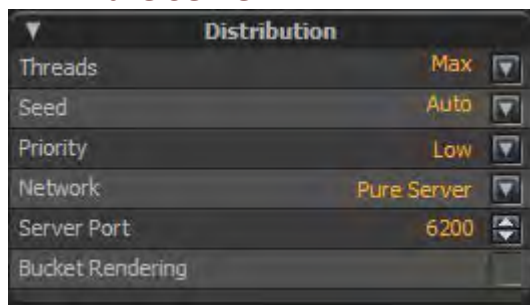 Distribution
Threads Max
Seed Auto
Priority Low
Network Pure Server
Server Port 6200
Bucket Rendering